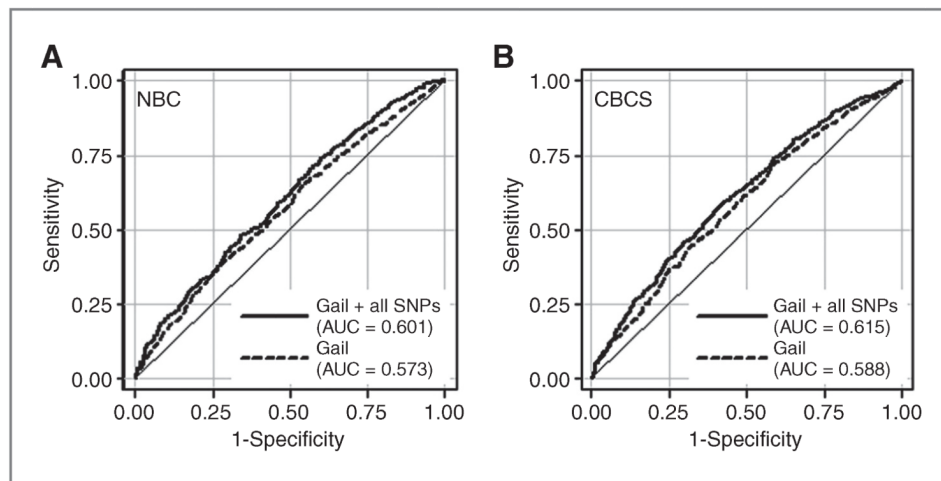 A
1.00
NBC
0.75
0.50
0.25
0.00
Sensitivity
Gail + all SNPs
(AUC = 0.601)
Gail
(AUC = 0.573)
0.00 0.25 0.50 0.75 1.00
1-Specificity
B
1.00
CBCS
0.75
0.50
0.25
0.00
Sensitivity
Gail + all SNPs
(AUC = 0.615)
Gail
(AUC = 0.588)
0.00 0.25 0.50 0.75 1.00
1-Specificity